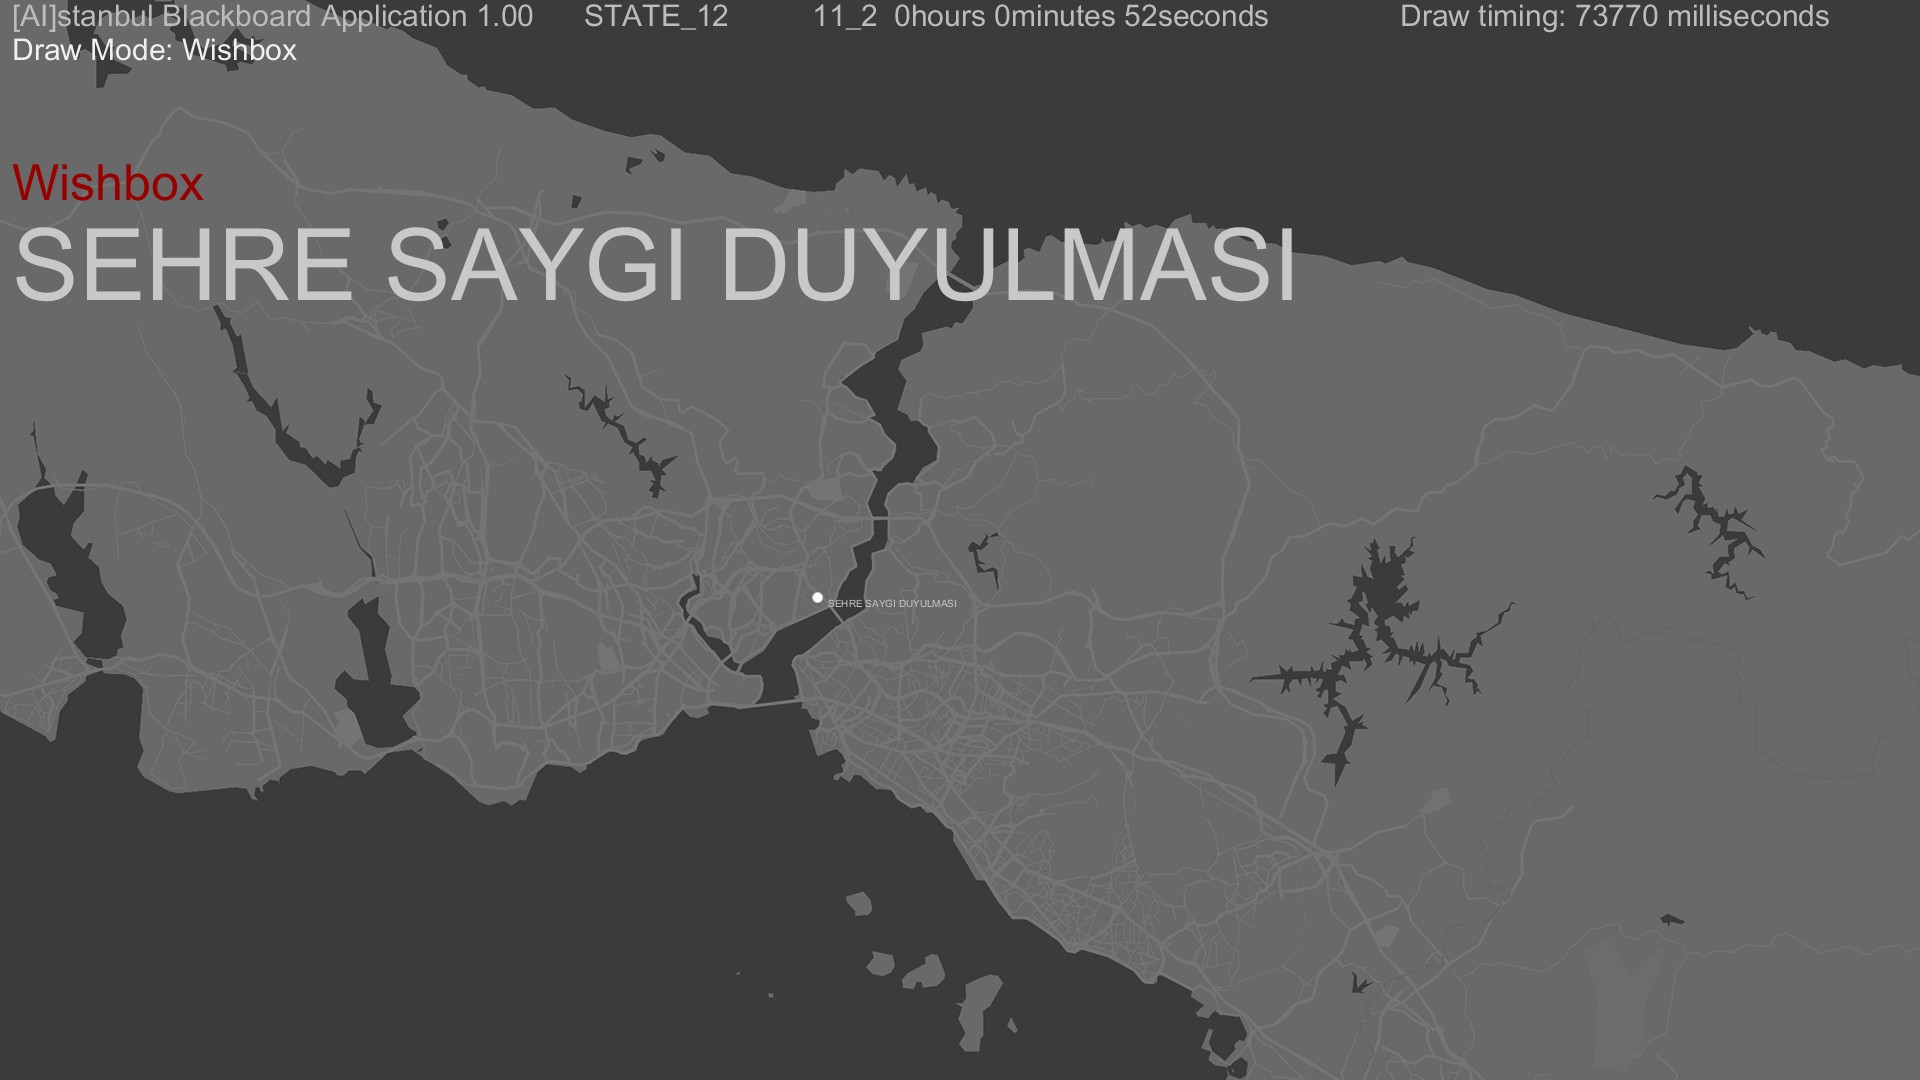 [AI]stanbul Blackboard Application 1.00 STATE_12 11_2 0hours 0minutes 52seconds Draw timing: 73770 milliseconds
Draw Mode: Wishbox
Wishbox
SEHRE SAYGI DUYULMASI
SEHRE SAYGI DUYULMASI